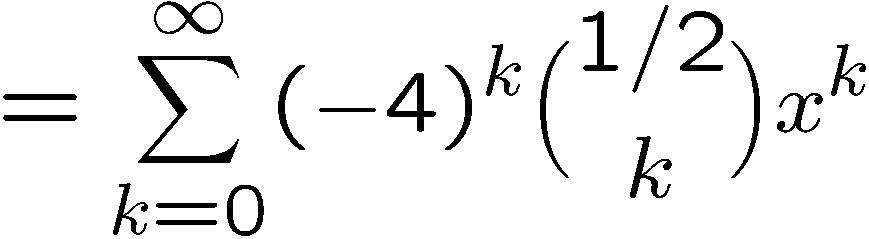 = \sum_{k=0}^{\infty} (-4)^k \binom{1/2}{k} x^k